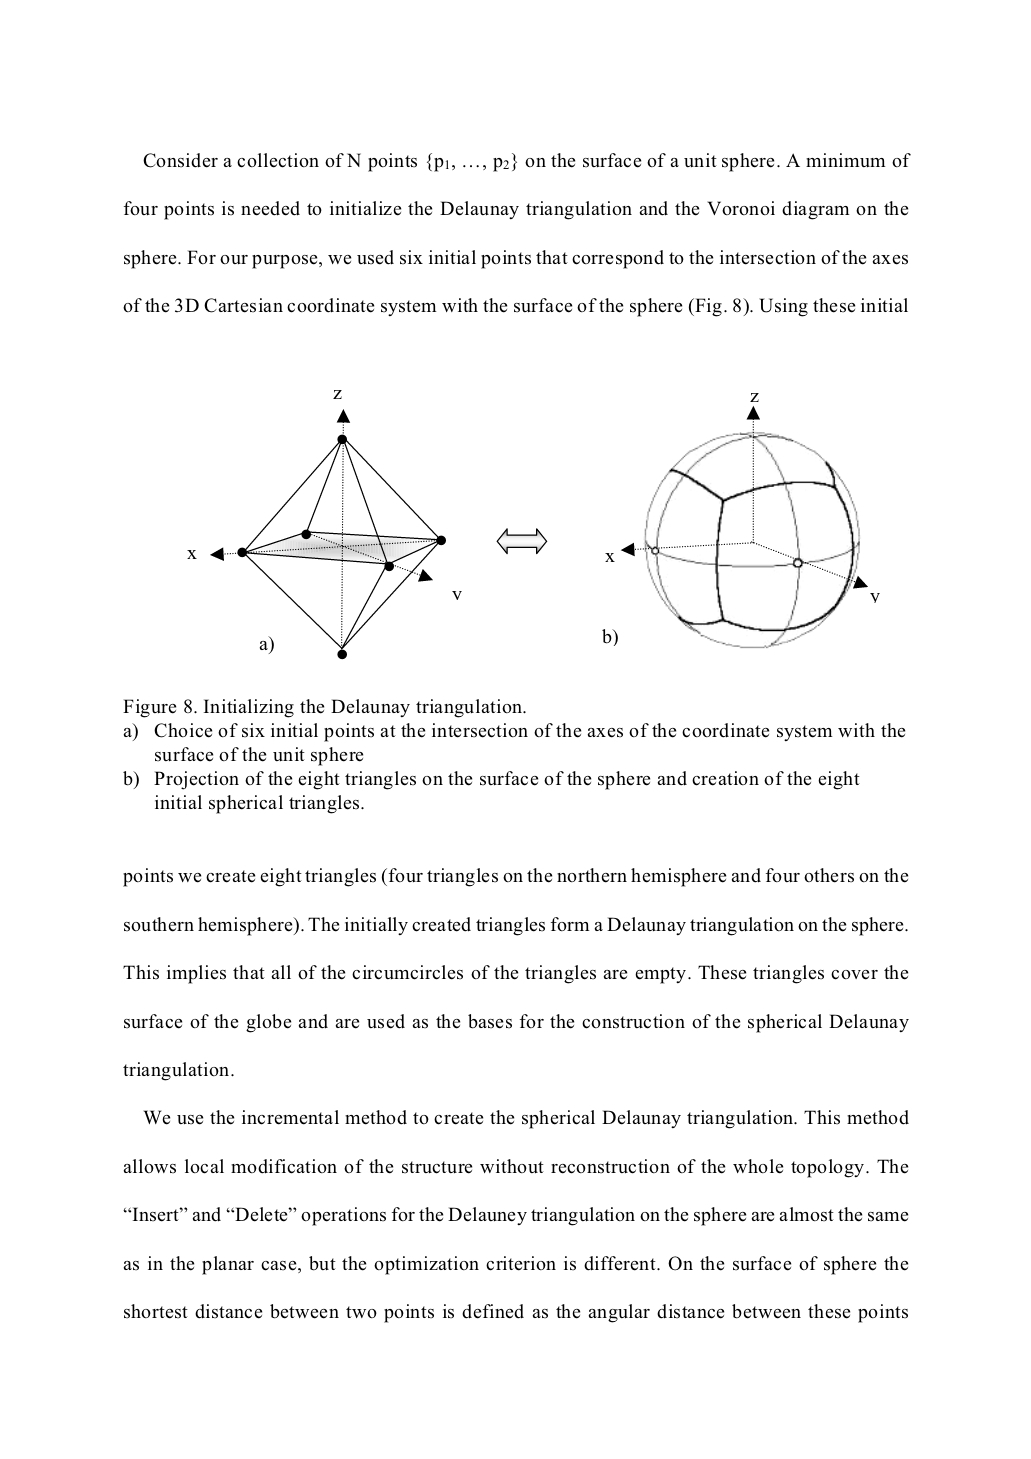 Consider a collection of N points {p1, …, p2} on the surface of a unit sphere. A minimum of
four points is needed to initialize the Delaunay triangulation and the Voronoi diagram on the
sphere. For our purpose, we used six initial points that correspond to the intersection of the axes
of the 3D Cartesian coordinate system with the surface of the sphere (Fig. 8). Using these initial
z
x
v
a)
z
x
v
b)
Figure 8. Initializing the Delaunay triangulation.
a) Choice of six initial points at the intersection of the axes of the coordinate system with the
surface of the unit sphere
b) Projection of the eight triangles on the surface of the sphere and creation of the eight
initial spherical triangles.
points we create eight triangles (four triangles on the northern hemisphere and four others on the
southern hemisphere). The initially created triangles form a Delaunay triangulation on the sphere.
This implies that all of the circumcircles of the triangles are empty. These triangles cover the
surface of the globe and are used as the bases for the construction of the spherical Delaunay
triangulation.
We use the incremental method to create the spherical Delaunay triangulation. This method
allows local modification of the structure without reconstruction of the whole topology. The
“Insert” and “Delete” operations for the Delauney triangulation on the sphere are almost the same
as in the planar case, but the optimization criterion is different. On the surface of sphere the
shortest distance between two points is defined as the angular distance between these points